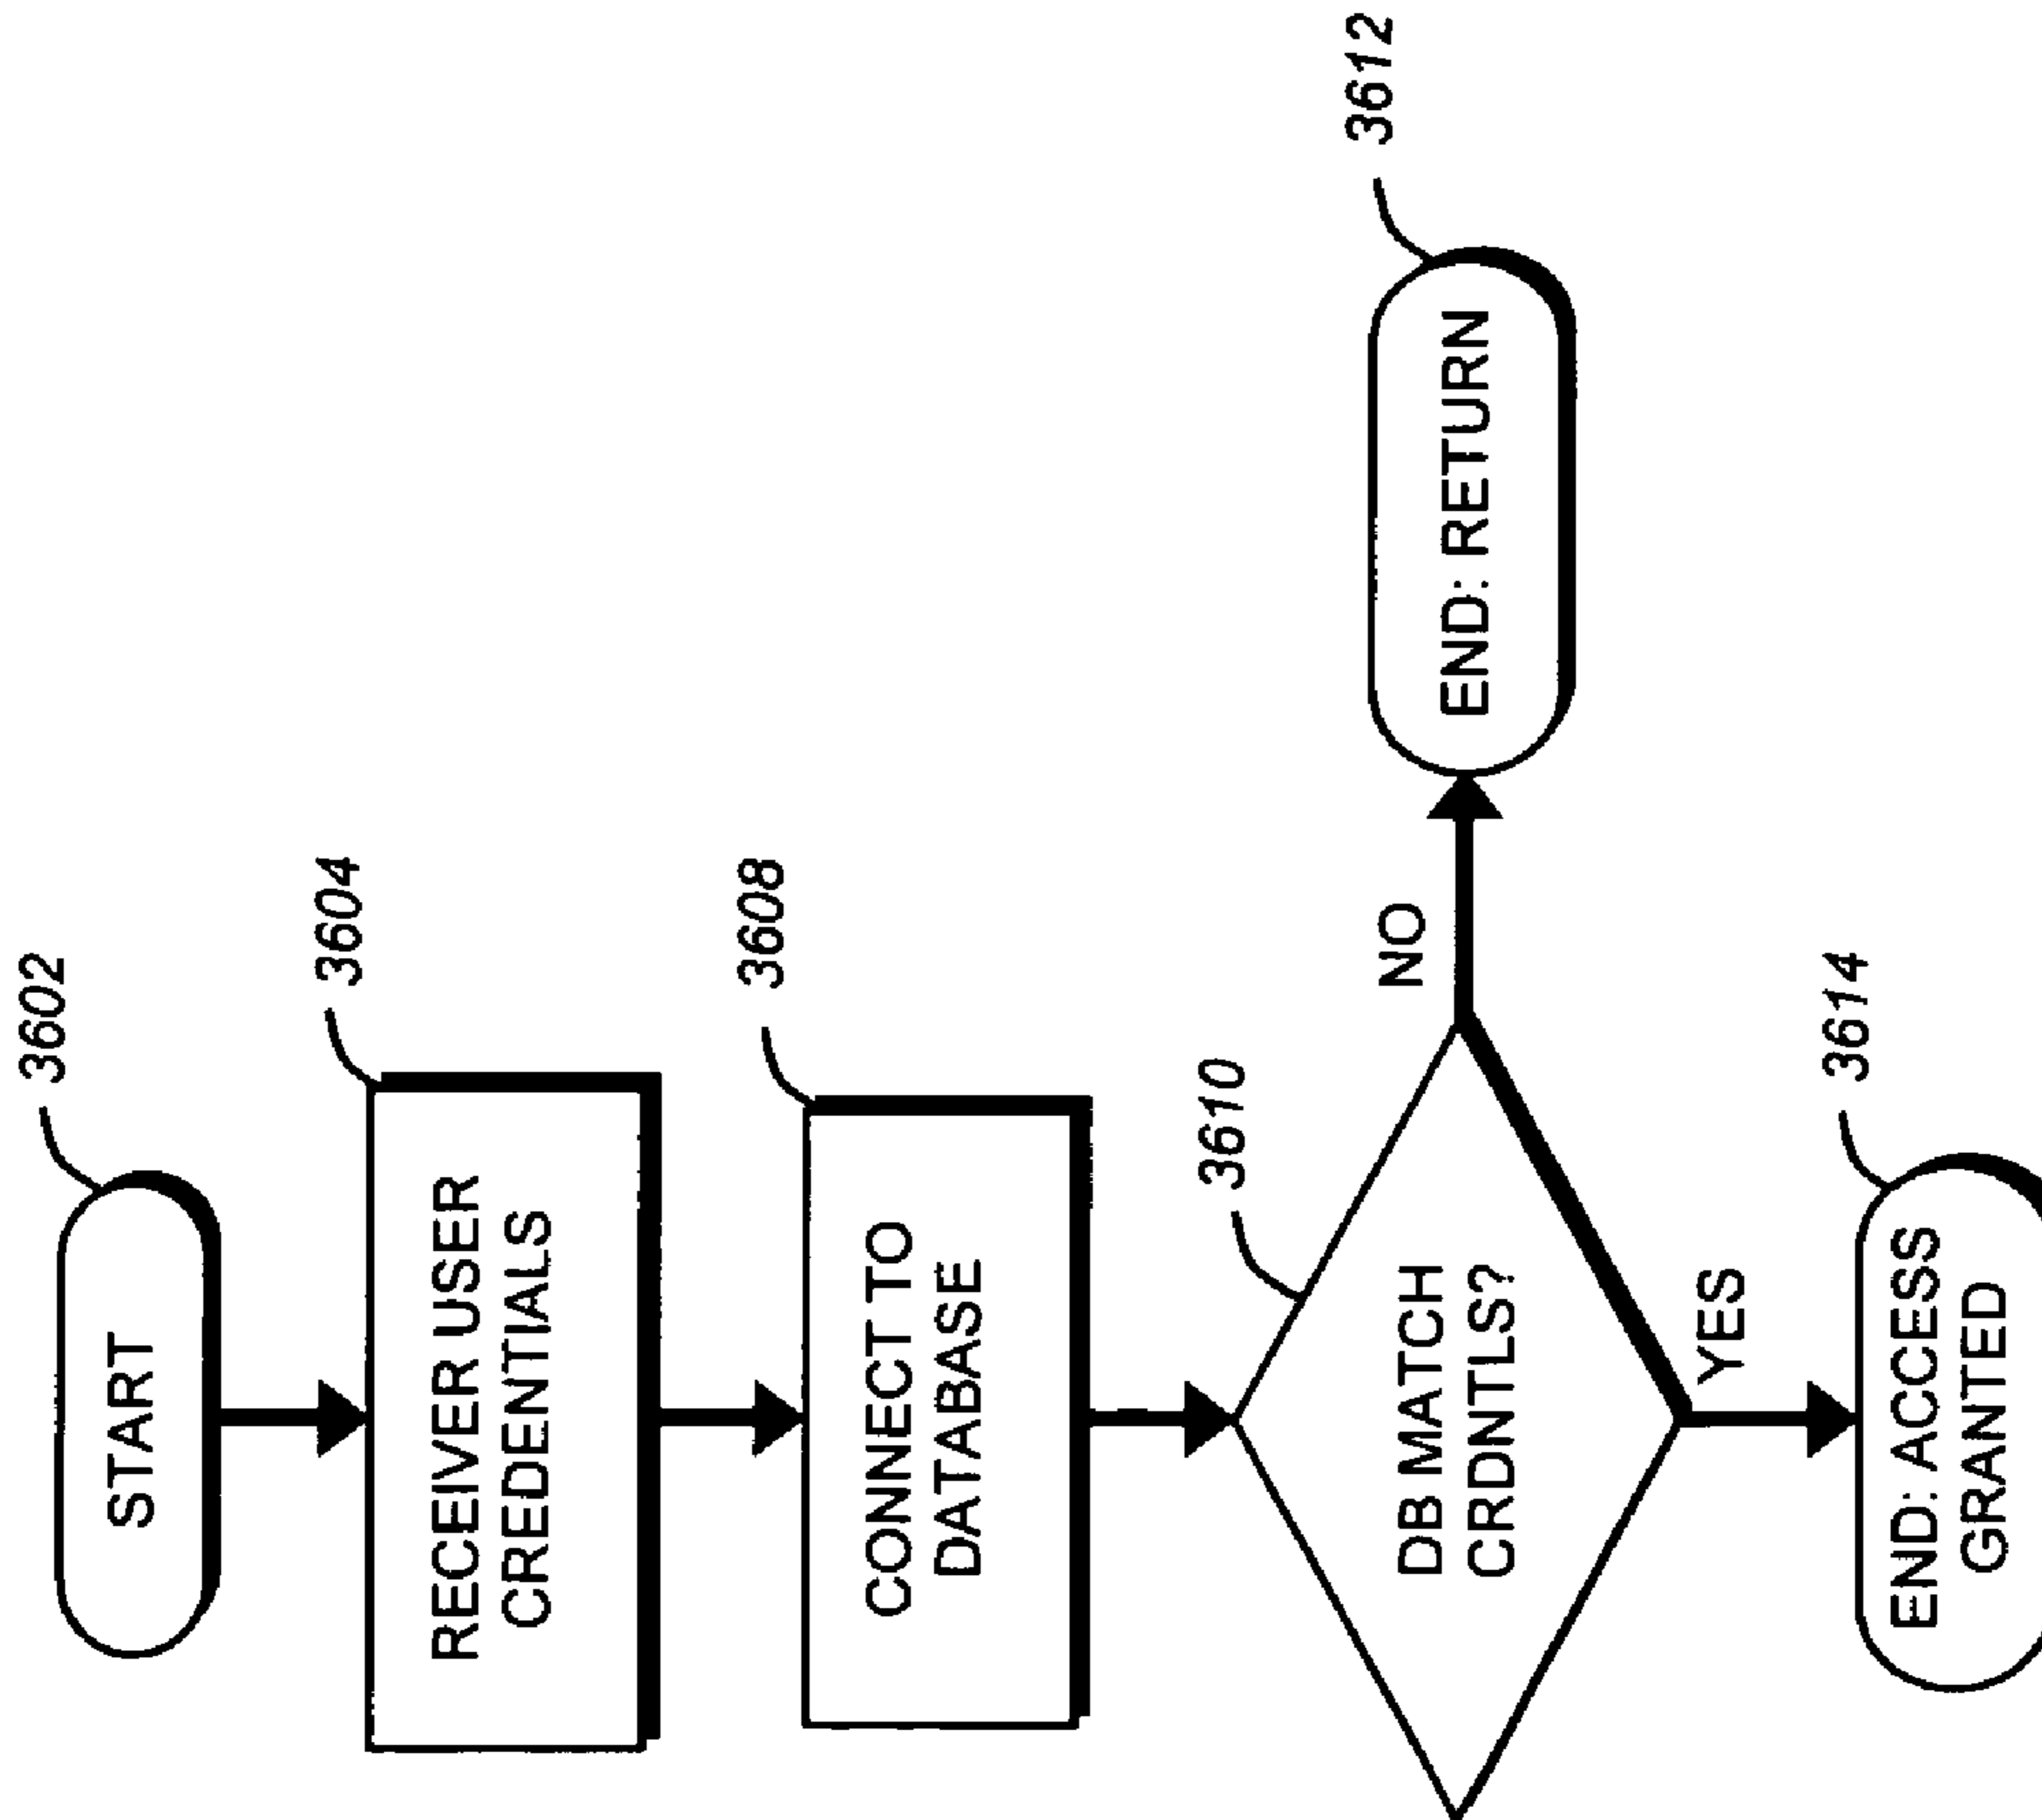 3602
START
3604
RECEIVER USER
CREDENTIALS
3608
CONNECT TO
DATABASE
3610
DB MATCH
CRDNTLS?
NO
3612
END: RETURN
YES
3614
END: ACCESS
GRANTED